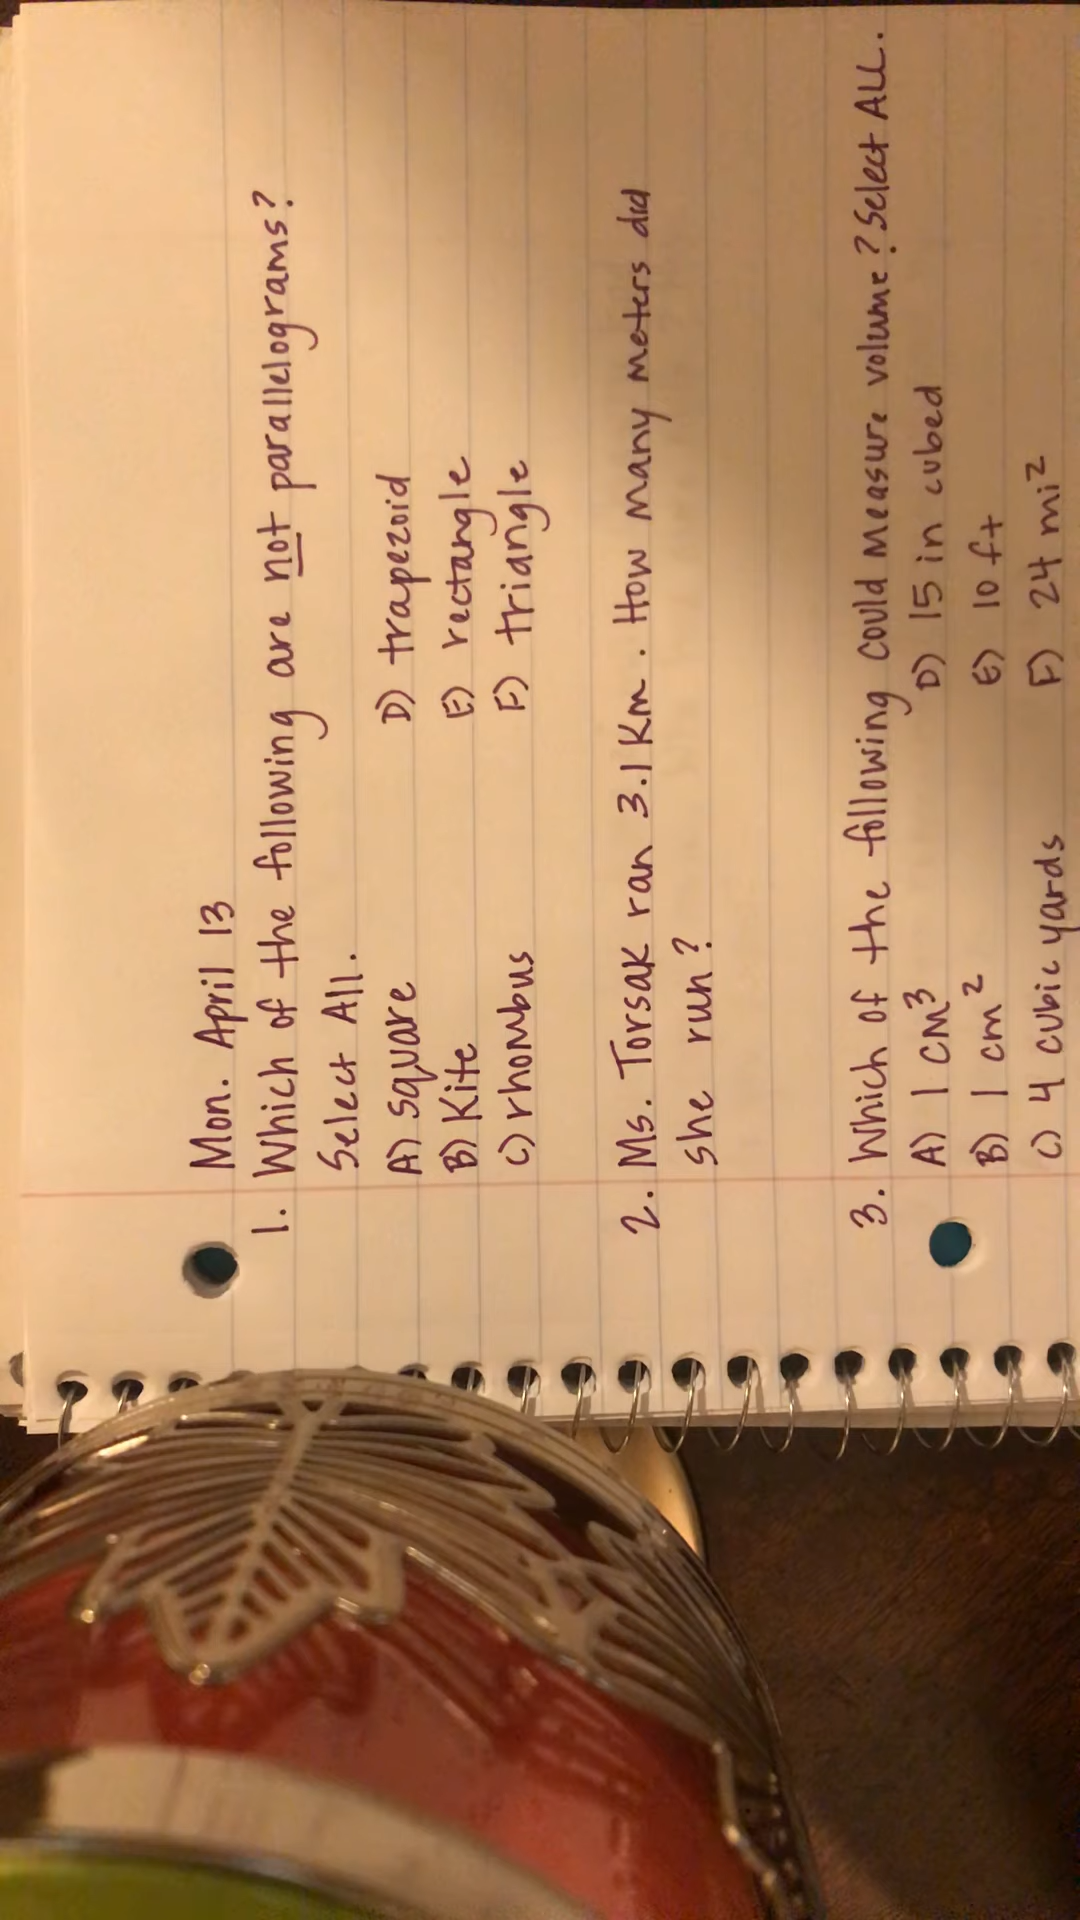 Mon. April 13
1. Which of the following are not parallelograms?
Select All.
A) square D) trapezoid
B) Kite E) rectangle
C) rhombus F) triangle
2. Ms. Torsak ran 3.1 Km. How many meters did
she run?
3. Which of the following could measure volume? Select ALL.
A) 1 cm³ D) 15 in cubed
B) 1 cm² E) 10 ft
C) 4 cubic yards F) 24 mi²